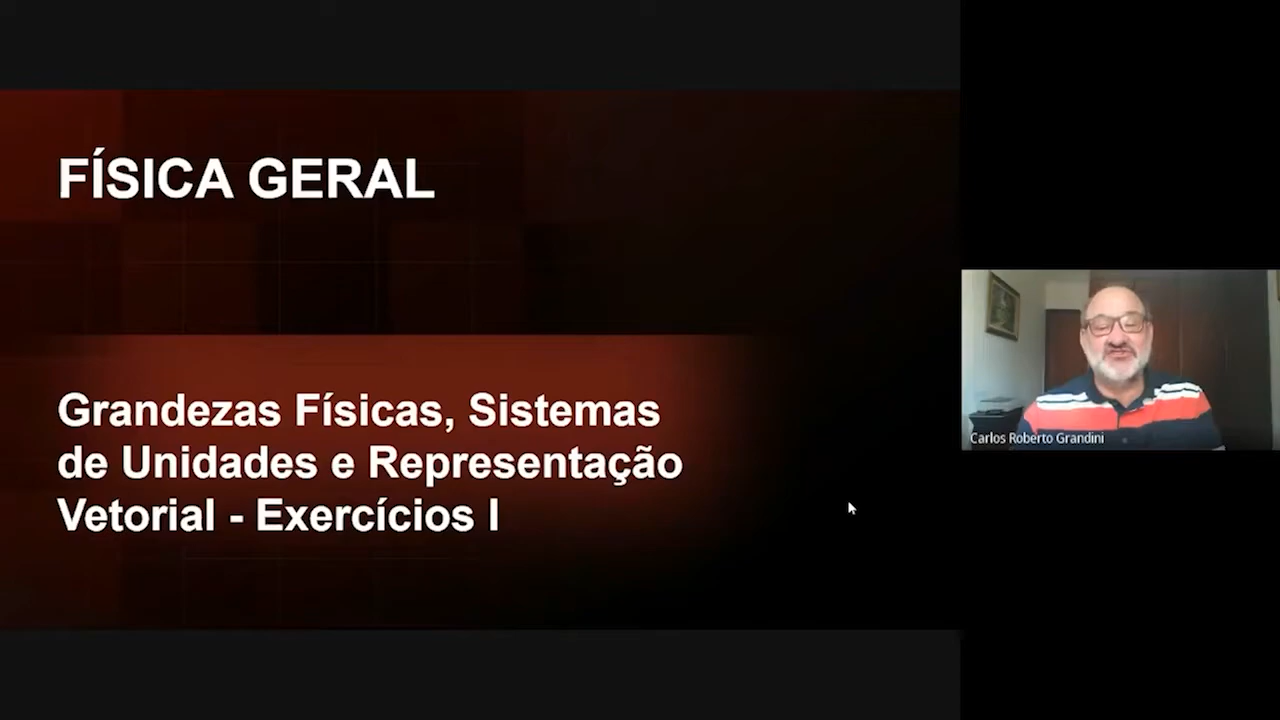 FÍSICA GERAL
Grandezas Físicas, Sistemas
de Unidades e Representação
Vetorial - Exercícios I
Carlos Roberto Grandini